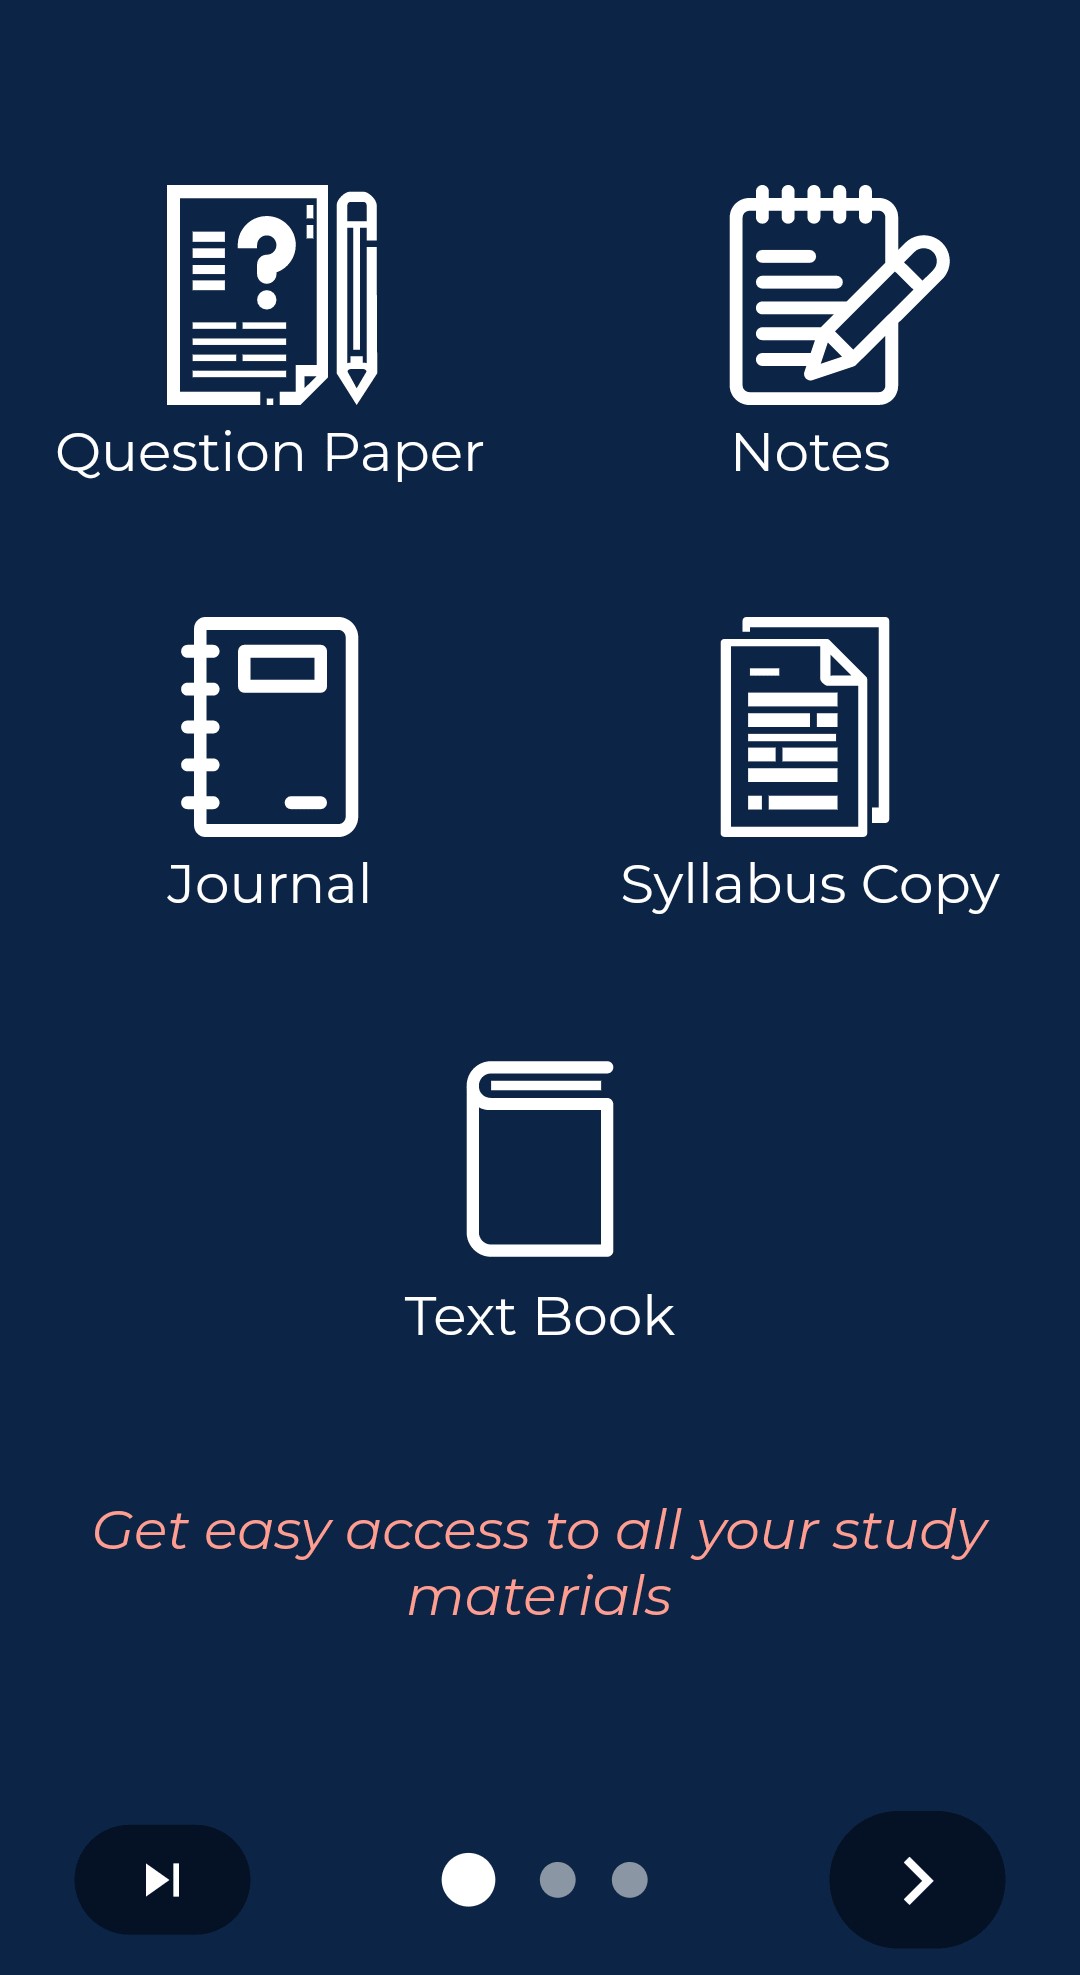 Question Paper
Notes
Journal
Syllabus Copy
Text Book
Get easy access to all your study
materials